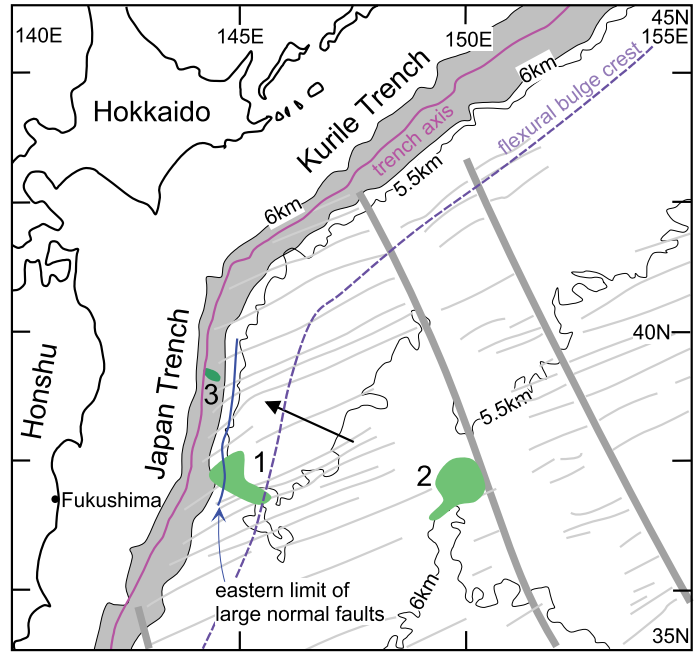 140E
145E
150E
45N
155E
Hokkaido
Kurile Trench
6km
trench axis
flexural bulge crest
5.5km
6km
40N
Japan Trench
Honshu
3
5.5km
1
2
Fukushima
6km
eastern limit of
large normal faults
35N